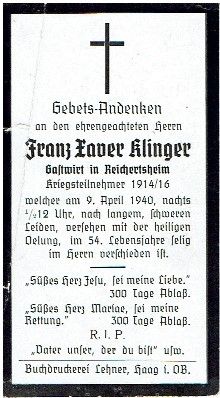 Gebets-Andenken
an den ehrengeachteten Herrn
Franz Xaver Klinger
Gastwirt in Reichertsheim
Kriegsteilnehmer 1914/16
welcher am 9. April 1940, nachts
½12 Uhr, nach langem, schweren
Leiden, versehen mit der heiligen
Oelung, im 54. Lebensjahre selig
im Herrn verschieden ist.
„Süßes Herz Jesu, sei meine Liebe."
300 Tage Ablaß.
„Süßes Herz Mariae, sei meine
Rettung." 300 Tage Ablaß.
R. I. P.
„Vater unser, der du bist" usw.
Buchdruckerei Lehner, Haag i. OB.